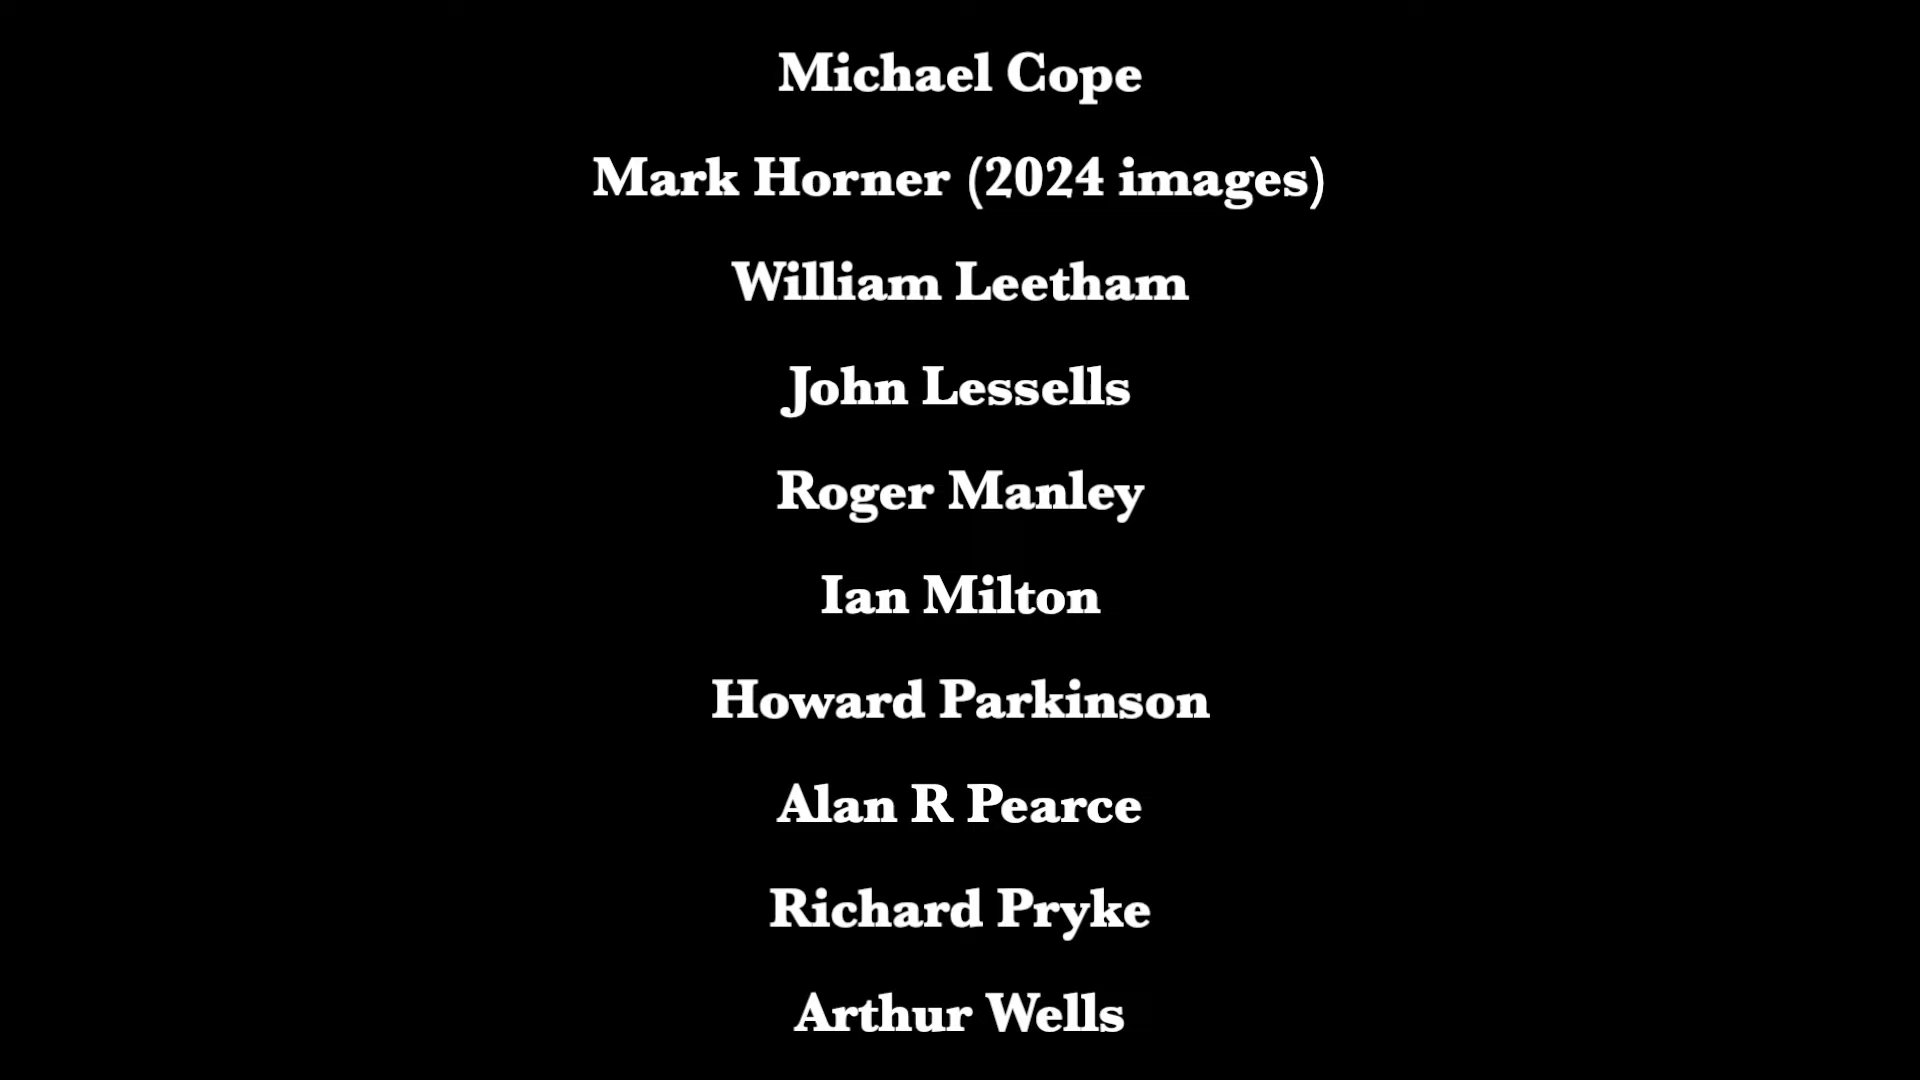 Michael Cope
Mark Horner (2024 images)
William Leetham
John Lessells
Roger Manley
Ian Milton
Howard Parkinson
Alan R Pearce
Richard Pryke
Arthur Wells